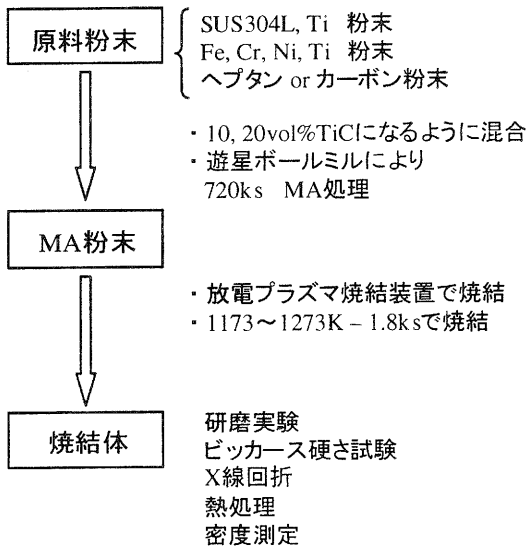 原料粉末
SUS304L, Ti 粉末
Fe, Cr, Ni, Ti 粉末
ヘプタン or カーボン粉末
・10, 20vol%TiCになるように混合
・遊星ボールミルにより
720ks MA処理
MA粉末
・放電プラズマ焼結装置で焼結
・1173～1273K – 1.8ksで焼結
焼結体
研磨実験
ビッカース硬さ試験
X線回折
熱処理
密度測定